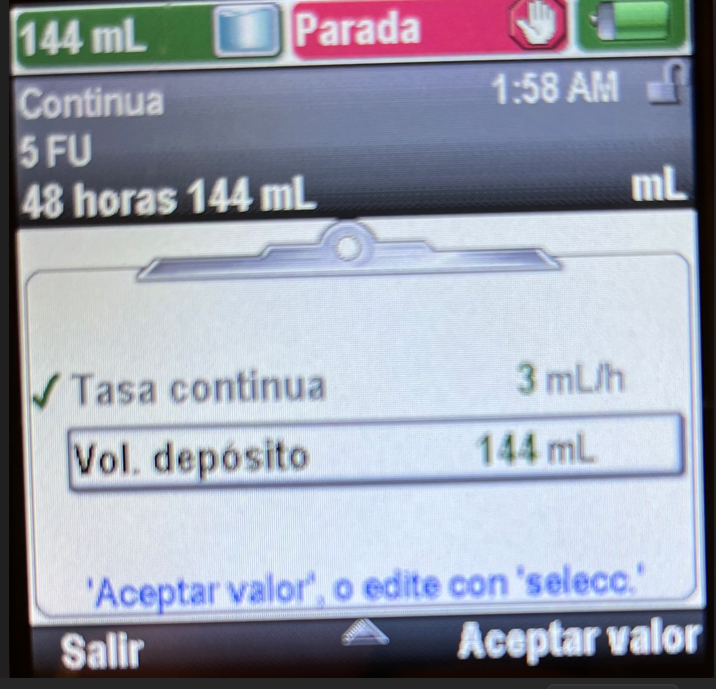 144 mL Parada
Continua 1:58 AM
5 FU
48 horas 144 mL mL
Tasa continua 3 mL/h
Vol. depósito 144 mL
'Aceptar valor', o edite con 'selecc.'
Salir Aceptar valor